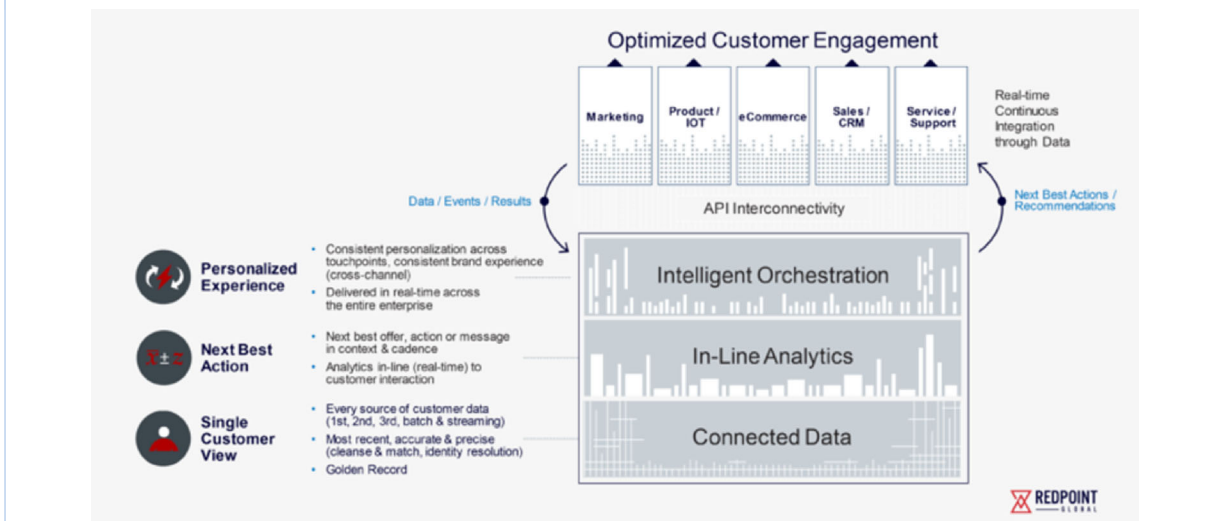 Optimized Customer Engagement
Marketing
Product /
IOT
eCommerce
Sales /
CRM
Service /
Support
Real-time
Continuous
Integration
through Data
Data / Events / Results
API Interconnectivity
Next Best Actions /
Recommendations
Personalized
Experience
• Consistent personalization across
touchpoints, consistent brand experience
(cross-channel)
• Delivered in real-time across
the entire enterprise
Intelligent Orchestration
x̅ ± z
Next Best
Action
• Next best offer, action or message
in context & cadence
• Analytics in-line (real-time) to
customer interaction
In-Line Analytics
Single
Customer
View
• Every source of customer data
(1st, 2nd, 3rd, batch & streaming)
• Most recent, accurate & precise
(cleanse & match, identity resolution)
• Golden Record
Connected Data
REDPOINT
GLOBAL